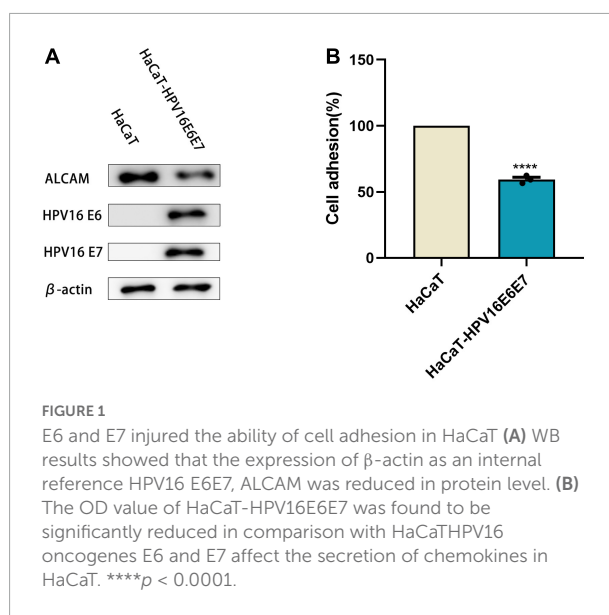 A
HaCaT
HaCaT-HPV16E6E7
ALCAM
HPV16 E6
HPV16 E7
β-actin
B
Cell adhesion(%)
150
100
50
0
****
HaCaT
HaCaT-HPV16E6E7
FIGURE 1
E6 and E7 injured the ability of cell adhesion in HaCaT (A) WB
results showed that the expression of β-actin as an internal
reference HPV16 E6E7, ALCAM was reduced in protein level. (B)
The OD value of HaCaT-HPV16E6E7 was found to be
significantly reduced in comparison with HaCaTHPV16
oncogenes E6 and E7 affect the secretion of chemokines in
HaCaT. ****p < 0.0001.